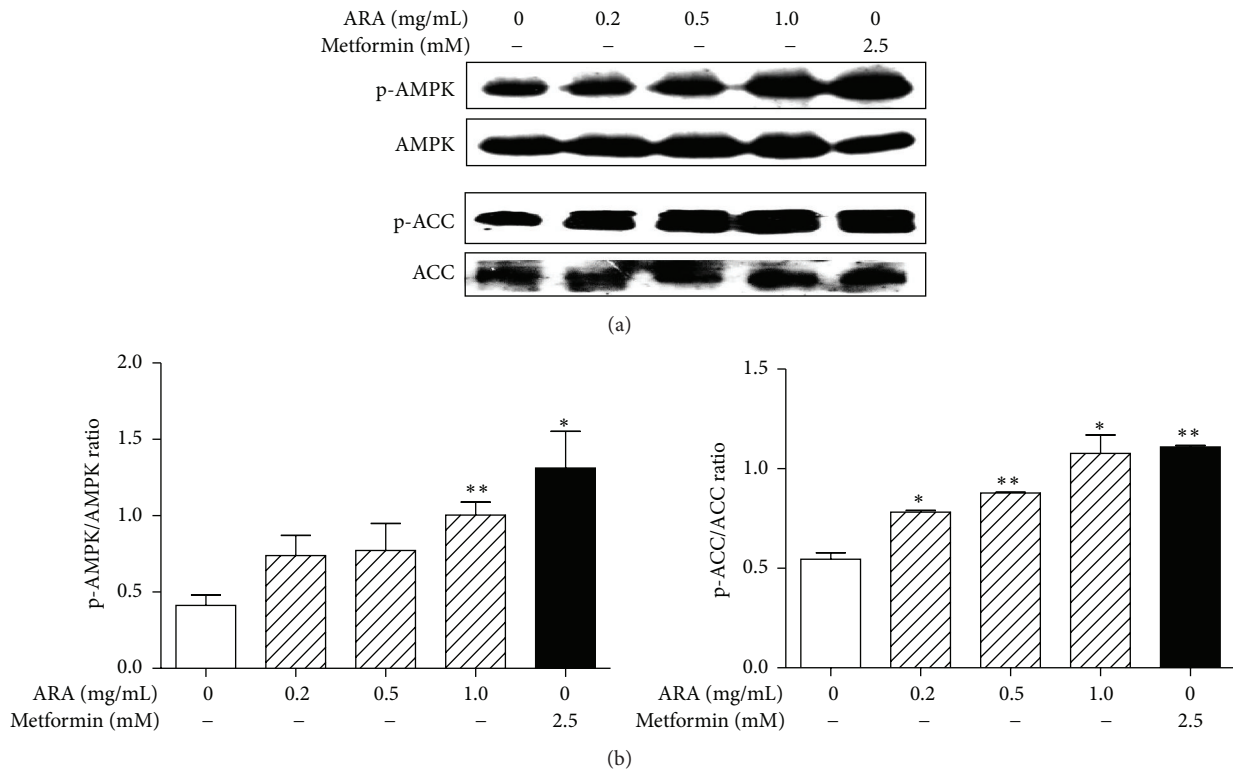 ARA (mg/mL) 0 0.2 0.5 1.0 0
Metformin (mM) – – – – 2.5
p-AMPK
AMPK
p-ACC
ACC
(a)
p-AMPK/AMPK ratio
2.0
1.5
1.0
0.5
0.0
**
*
ARA (mg/mL) 0 0.2 0.5 1.0 0
Metformin (mM) – – – – 2.5
p-ACC/ACC ratio
1.5
1.0
0.5
0.0
*
**
*
**
ARA (mg/mL) 0 0.2 0.5 1.0 0
Metformin (mM) – – – – 2.5
(b)